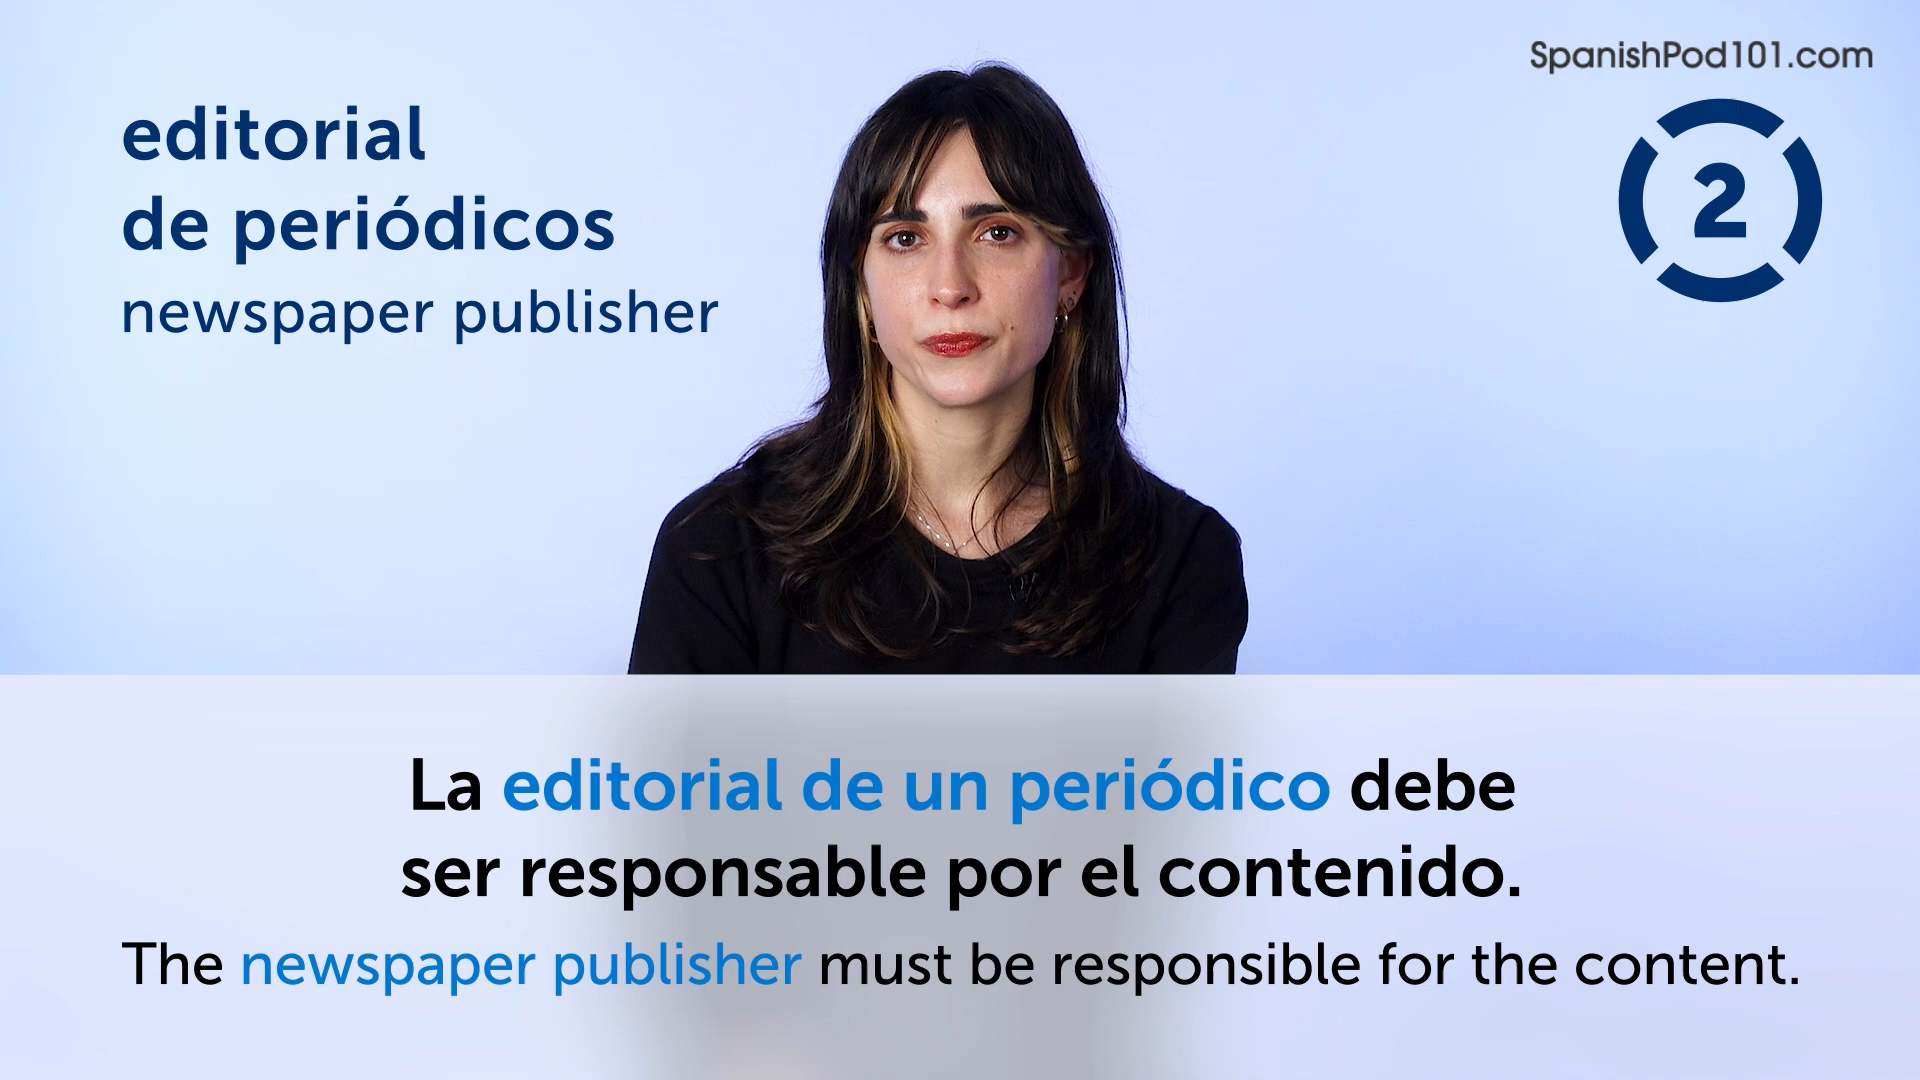 SpanishPod101.com
editorial
de periódicos
newspaper publisher
2
La editorial de un periódico debe
ser responsable por el contenido.
The newspaper publisher must be responsible for the content.